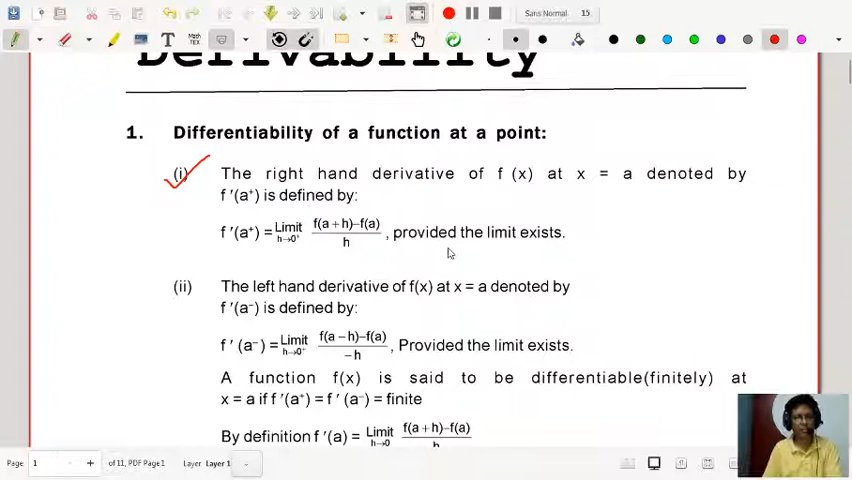 Sans Normal 15
Math
TEX
T
Derivability
1. Differentiability of a function at a point:
(i) The right hand derivative of f (x) at x = a denoted by
f ′(a⁺) is defined by:
f ′(a⁺) = Limit h→0⁺ f(a+h)–f(a) / h , provided the limit exists.
(ii) The left hand derivative of f(x) at x = a denoted by
f ′(a⁻) is defined by:
f ′ (a⁻) = Limit h→0⁺ f(a–h)–f(a) / –h , Provided the limit exists.
A function f(x) is said to be differentiable(finitely) at
x = a if f ′(a⁺) = f ′ (a⁻) = finite
By definition f ′(a) = Limit h→0 f(a+h)–f(a) / h
Page 1 of 11, PDF Page1 Layer Layer 1